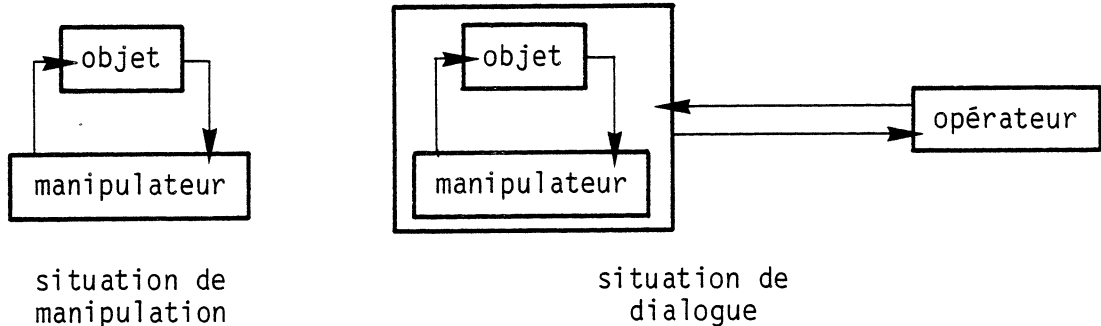 objet
manipulateur
situation de
manipulation
objet
manipulateur
opérateur
situation de
dialogue